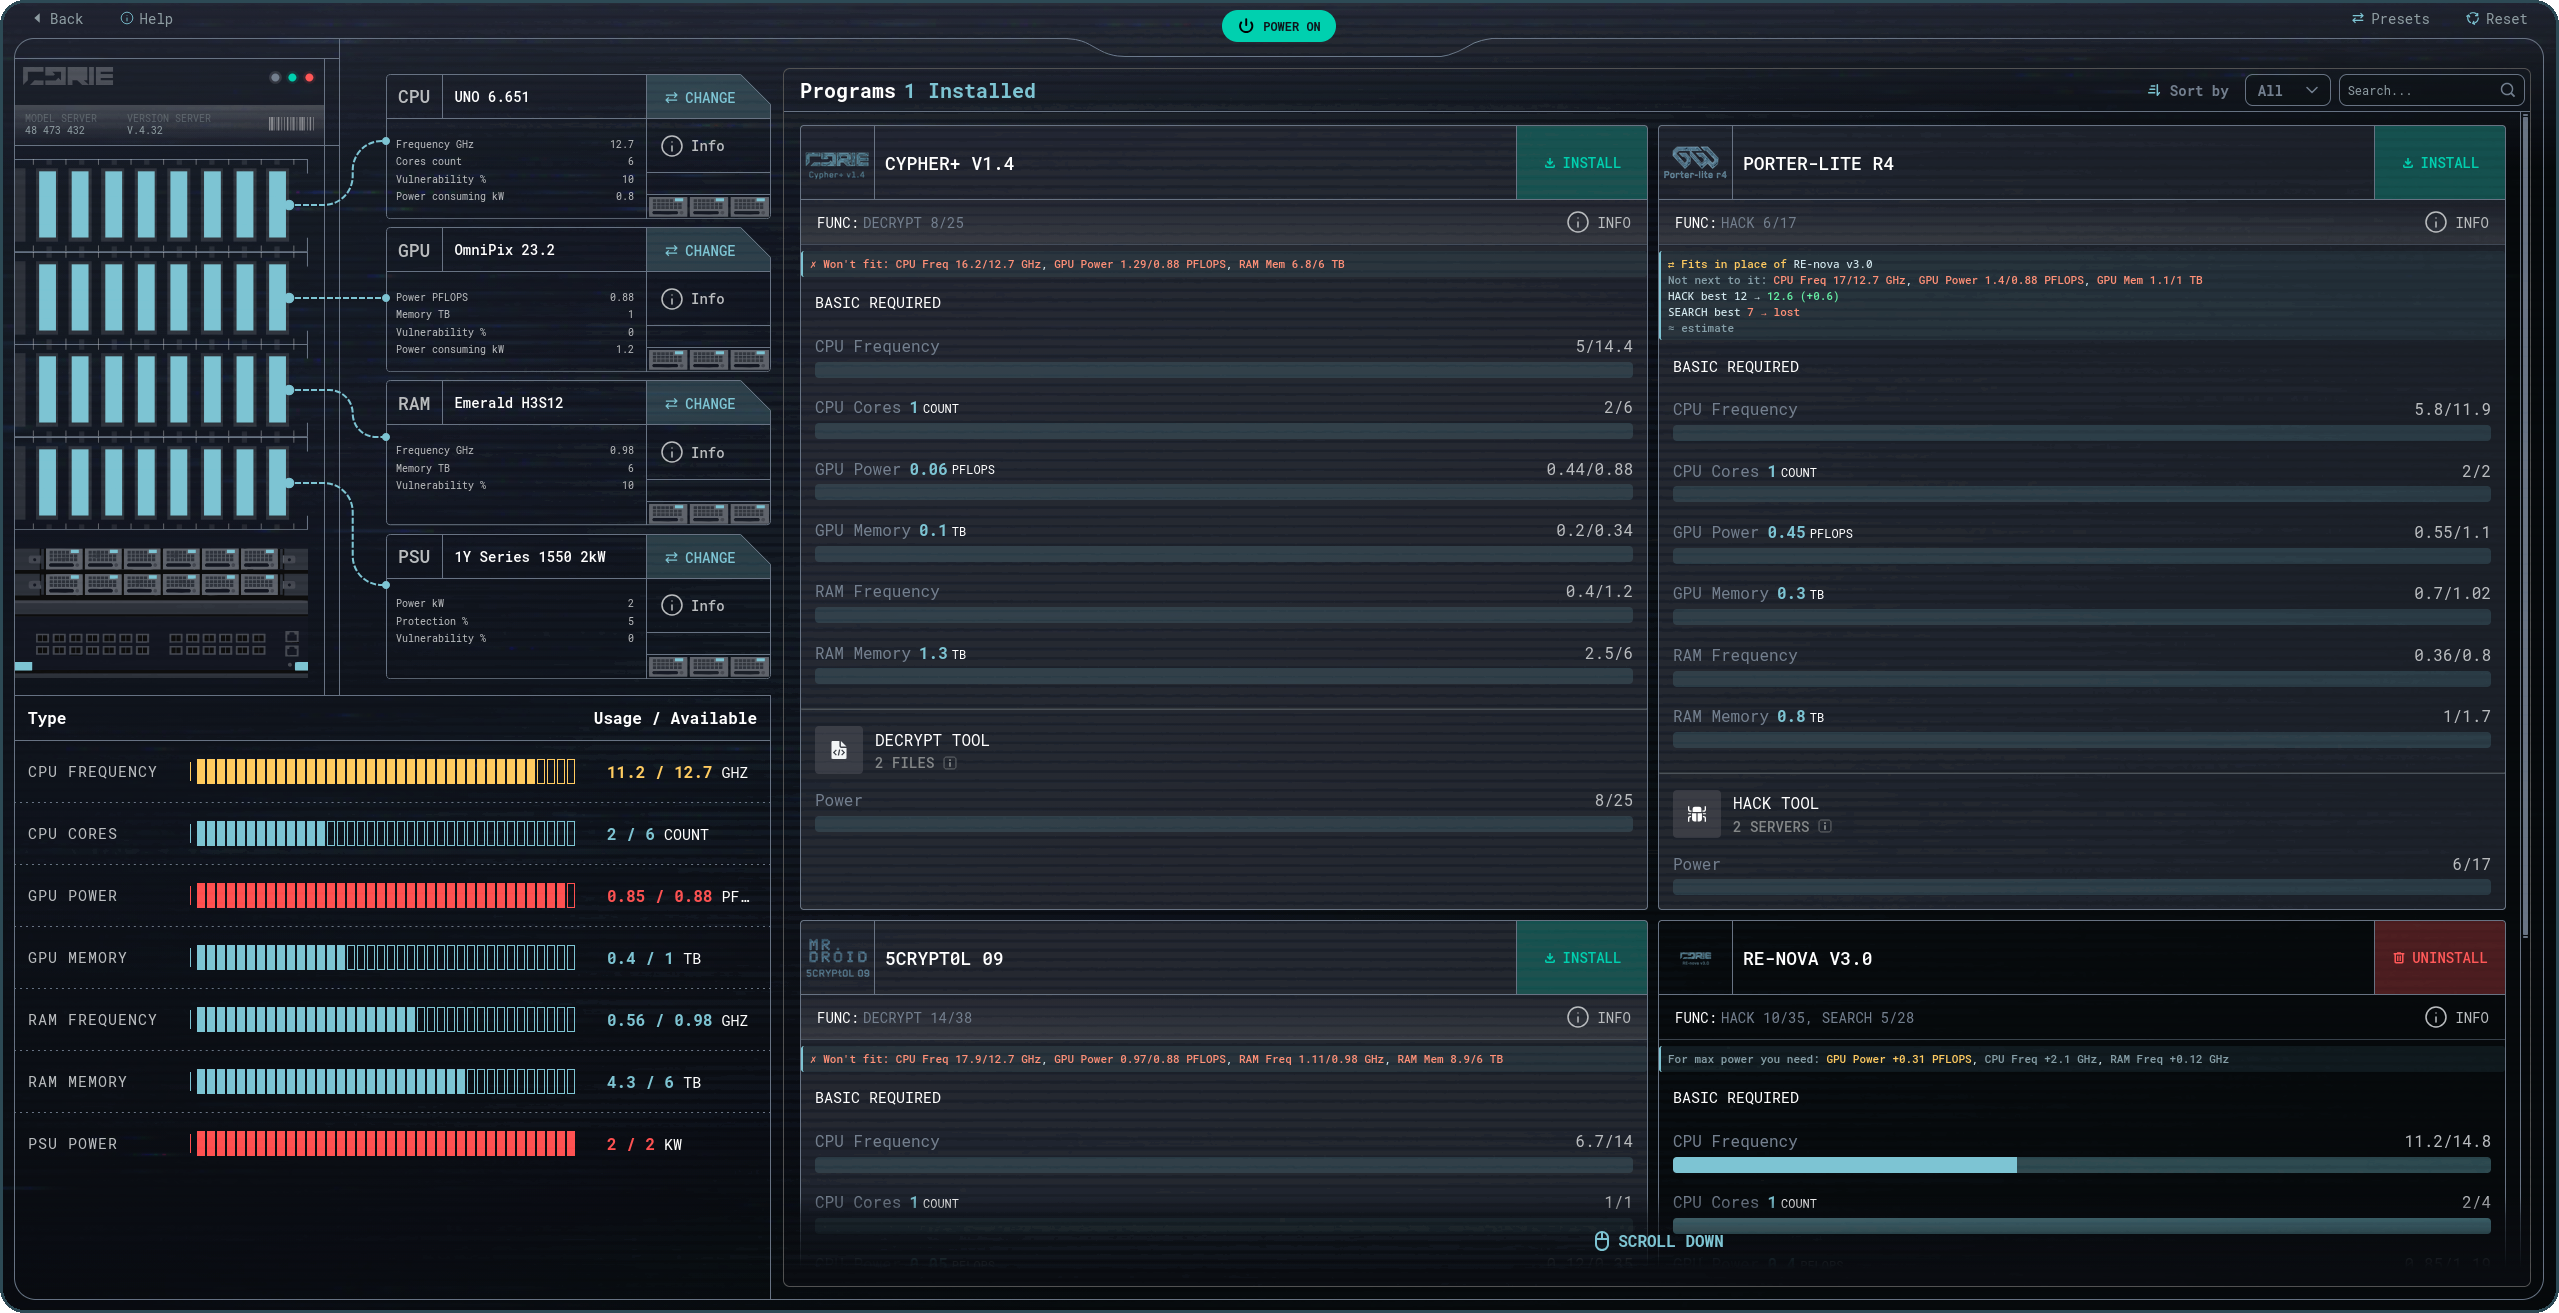 Back
Help
POWER ON
Presets
Reset
CORIE
MODEL SERVER
48 473 432
VERSION SERVER
V.4.32
CPU
UNO 6.651
CHANGE
Frequency GHz 12.7
Cores count 6
Vulnerability % 10
Power consuming kW 0.8
Info
GPU
OmniPix 23.2
CHANGE
Power PFLOPS 0.88
Memory TB 1
Vulnerability % 0
Power consuming kW 1.2
Info
RAM
Emerald H3S12
CHANGE
Frequency GHz 0.98
Memory TB 6
Vulnerability % 10
Info
PSU
1Y Series 1550 2kW
CHANGE
Power kW 2
Protection % 5
Vulnerability % 0
Info
Type Usage / Available
CPU FREQUENCY 11.2 / 12.7 GHZ
CPU CORES 2 / 6 COUNT
GPU POWER 0.85 / 0.88 PF…
GPU MEMORY 0.4 / 1 TB
RAM FREQUENCY 0.56 / 0.98 GHZ
RAM MEMORY 4.3 / 6 TB
PSU POWER 2 / 2 KW
Programs 1 Installed
Sort by
All
Search...
CORIE
Cypher+ v1.4
CYPHER+ V1.4
INSTALL
FUNC: DECRYPT 8/25
INFO
✗ Won't fit: CPU Freq 16.2/12.7 GHz, GPU Power 1.29/0.88 PFLOPS, RAM Mem 6.8/6 TB
BASIC REQUIRED
CPU Frequency 5/14.4
CPU Cores 1 COUNT 2/6
GPU Power 0.06 PFLOPS 0.44/0.88
GPU Memory 0.1 TB 0.2/0.34
RAM Frequency 0.4/1.2
RAM Memory 1.3 TB 2.5/6
DECRYPT TOOL
2 FILES
Power 8/25
Porter-lite r4
PORTER-LITE R4
INSTALL
FUNC: HACK 6/17
INFO
⇄ Fits in place of RE-nova v3.0
Not next to it: CPU Freq 17/12.7 GHz, GPU Power 1.4/0.88 PFLOPS, GPU Mem 1.1/1 TB
HACK best 12 → 12.6 (+0.6)
SEARCH best 7 → lost
≈ estimate
BASIC REQUIRED
CPU Frequency 5.8/11.9
CPU Cores 1 COUNT 2/2
GPU Power 0.45 PFLOPS 0.55/1.1
GPU Memory 0.3 TB 0.7/1.02
RAM Frequency 0.36/0.8
RAM Memory 0.8 TB 1/1.7
HACK TOOL
2 SERVERS
Power 6/17
MR.
DROID
5CRYPt0L 09
5CRYPT0L 09
INSTALL
FUNC: DECRYPT 14/38
INFO
✗ Won't fit: CPU Freq 17.9/12.7 GHz, GPU Power 0.97/0.88 PFLOPS, RAM Freq 1.11/0.98 GHz, RAM Mem 8.9/6 TB
BASIC REQUIRED
CPU Frequency 6.7/14
CPU Cores 1 COUNT 1/1
CORIE
RE-NOVA V3.0
UNINSTALL
FUNC: HACK 10/35, SEARCH 5/28
INFO
For max power you need: GPU Power +0.31 PFLOPS, CPU Freq +2.1 GHz, RAM Freq +0.12 GHz
BASIC REQUIRED
CPU Frequency 11.2/14.8
CPU Cores 1 COUNT 2/4
SCROLL DOWN